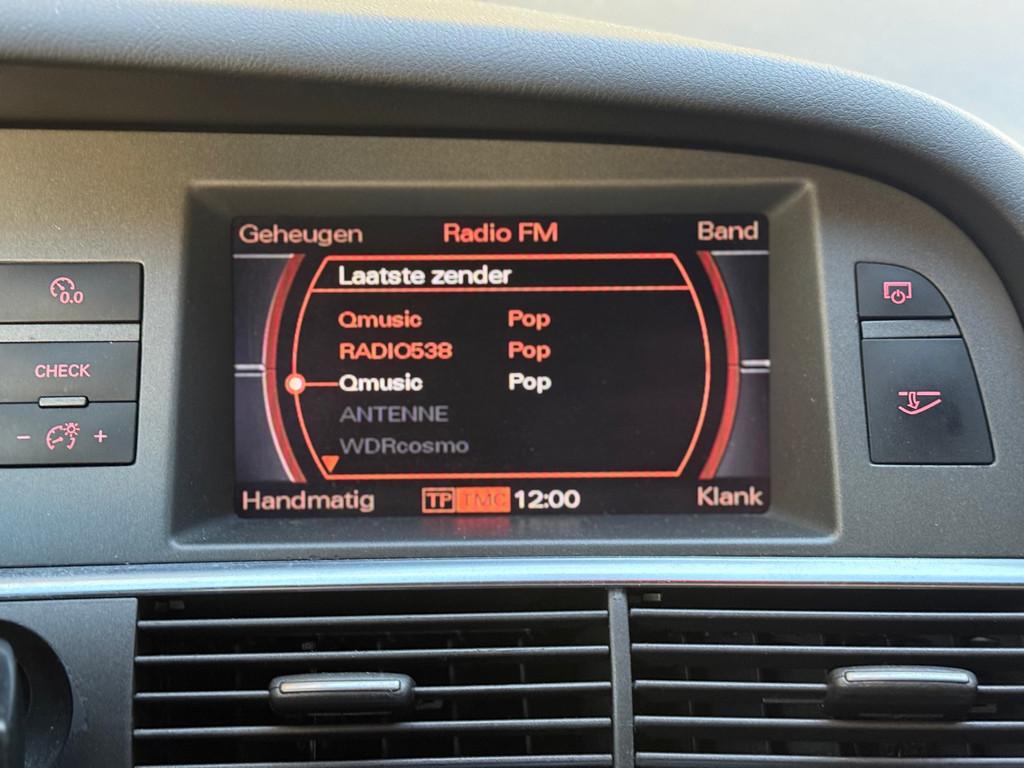 Geheugen Radio FM Band
Laatste zender
Qmusic Pop
RADIO538 Pop
Qmusic Pop
ANTENNE
WDRcosmo
Handmatig TP TMC 12:00 Klank
0.0
CHECK
- +